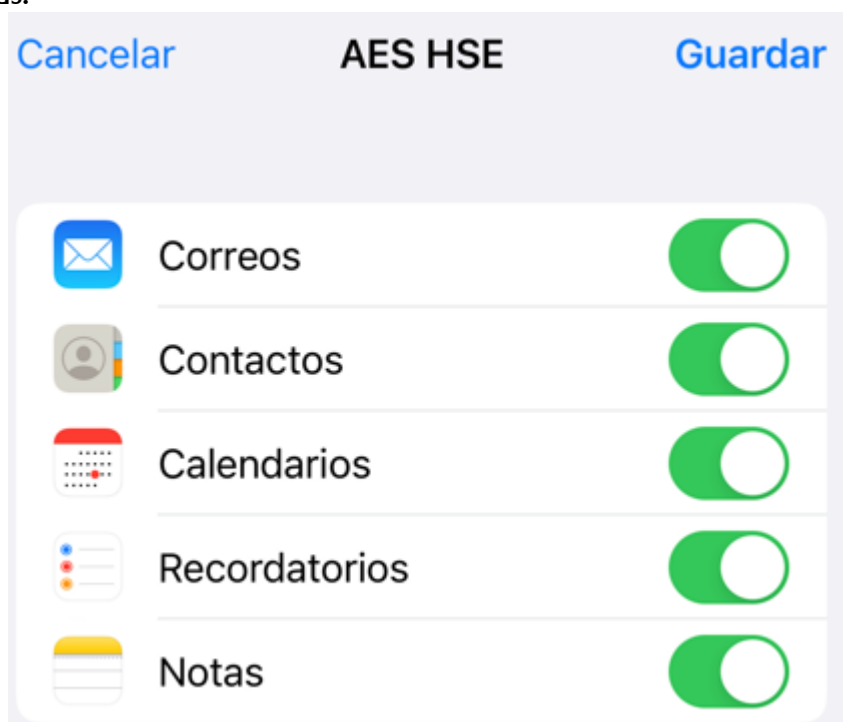 Cancelar AES HSE Guardar
Correos
Contactos
Calendarios
Recordatorios
Notas